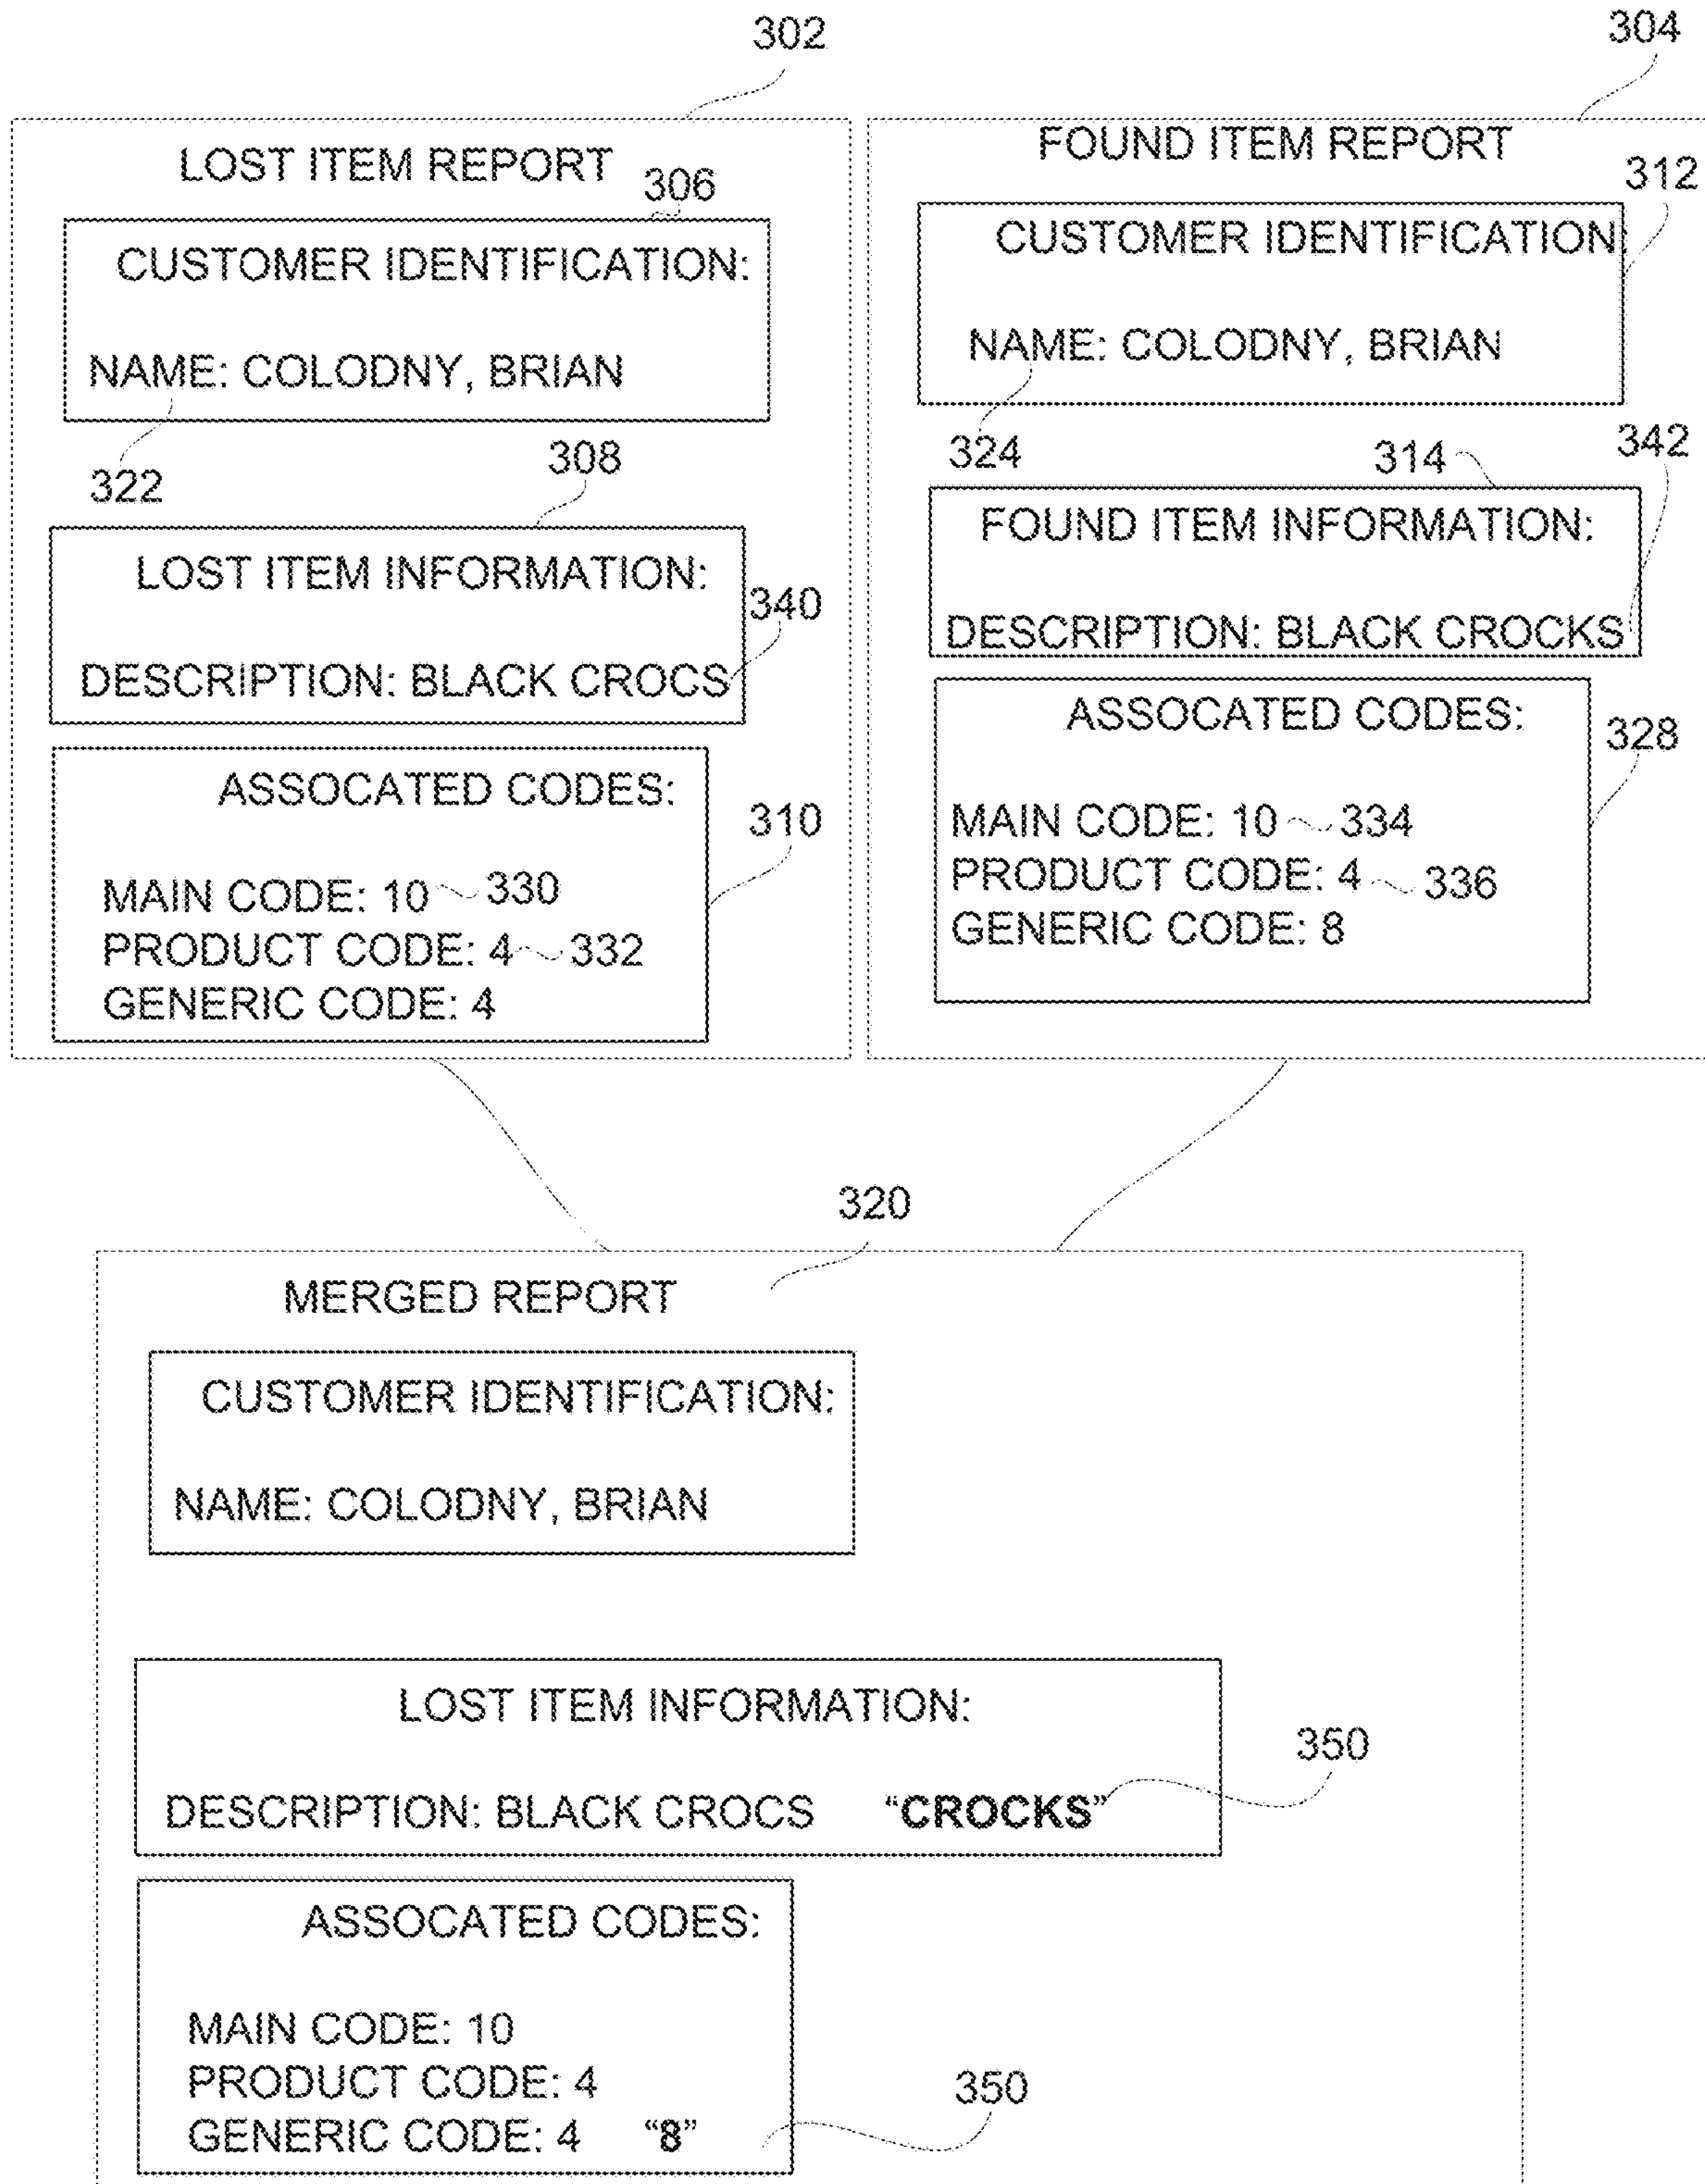 302
304
LOST ITEM REPORT
306
CUSTOMER IDENTIFICATION:
NAME: COLODNY, BRIAN
322
308
LOST ITEM INFORMATION:
340
DESCRIPTION: BLACK CROCS
ASSOCATED CODES:
310
MAIN CODE: 10 330
PRODUCT CODE: 4 332
GENERIC CODE: 4
FOUND ITEM REPORT
312
CUSTOMER IDENTIFICATION
NAME: COLODNY, BRIAN
324
314
342
FOUND ITEM INFORMATION:
DESCRIPTION: BLACK CROCKS
ASSOCATED CODES:
328
MAIN CODE: 10 334
PRODUCT CODE: 4 336
GENERIC CODE: 8
320
MERGED REPORT
CUSTOMER IDENTIFICATION:
NAME: COLODNY, BRIAN
LOST ITEM INFORMATION:
350
DESCRIPTION: BLACK CROCS “CROCKS”
ASSOCATED CODES:
MAIN CODE: 10
PRODUCT CODE: 4
350
GENERIC CODE: 4 “8”